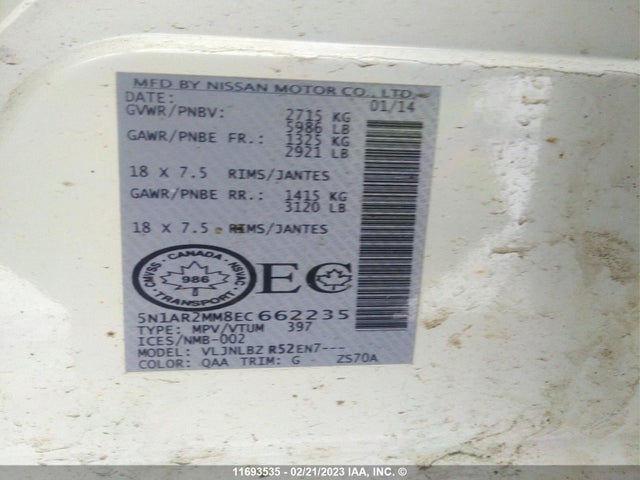 MFD BY NISSAN MOTOR CO., LTD.
DATE: 01/14
GVWR/PNBV: 2715 KG
5986 LB
GAWR/PNBE FR.: 1325 KG
2921 LB
18 X 7.5 RIMS/JANTES
GAWR/PNBE RR.: 1415 KG
3120 LB
18 X 7.5 RIMS/JANTES
CANADA
CMVSS 986 NSVAC
TRANSPORT
EC
5N1AR2MM8EC662235
TYPE: MPV/VTUM 397
ICES/NMB-002
MODEL: VLJNLBZ R52EN7---
COLOR: QAA TRIM: G ZS70A
11693535 - 02/21/2023 IAA, INC. ©